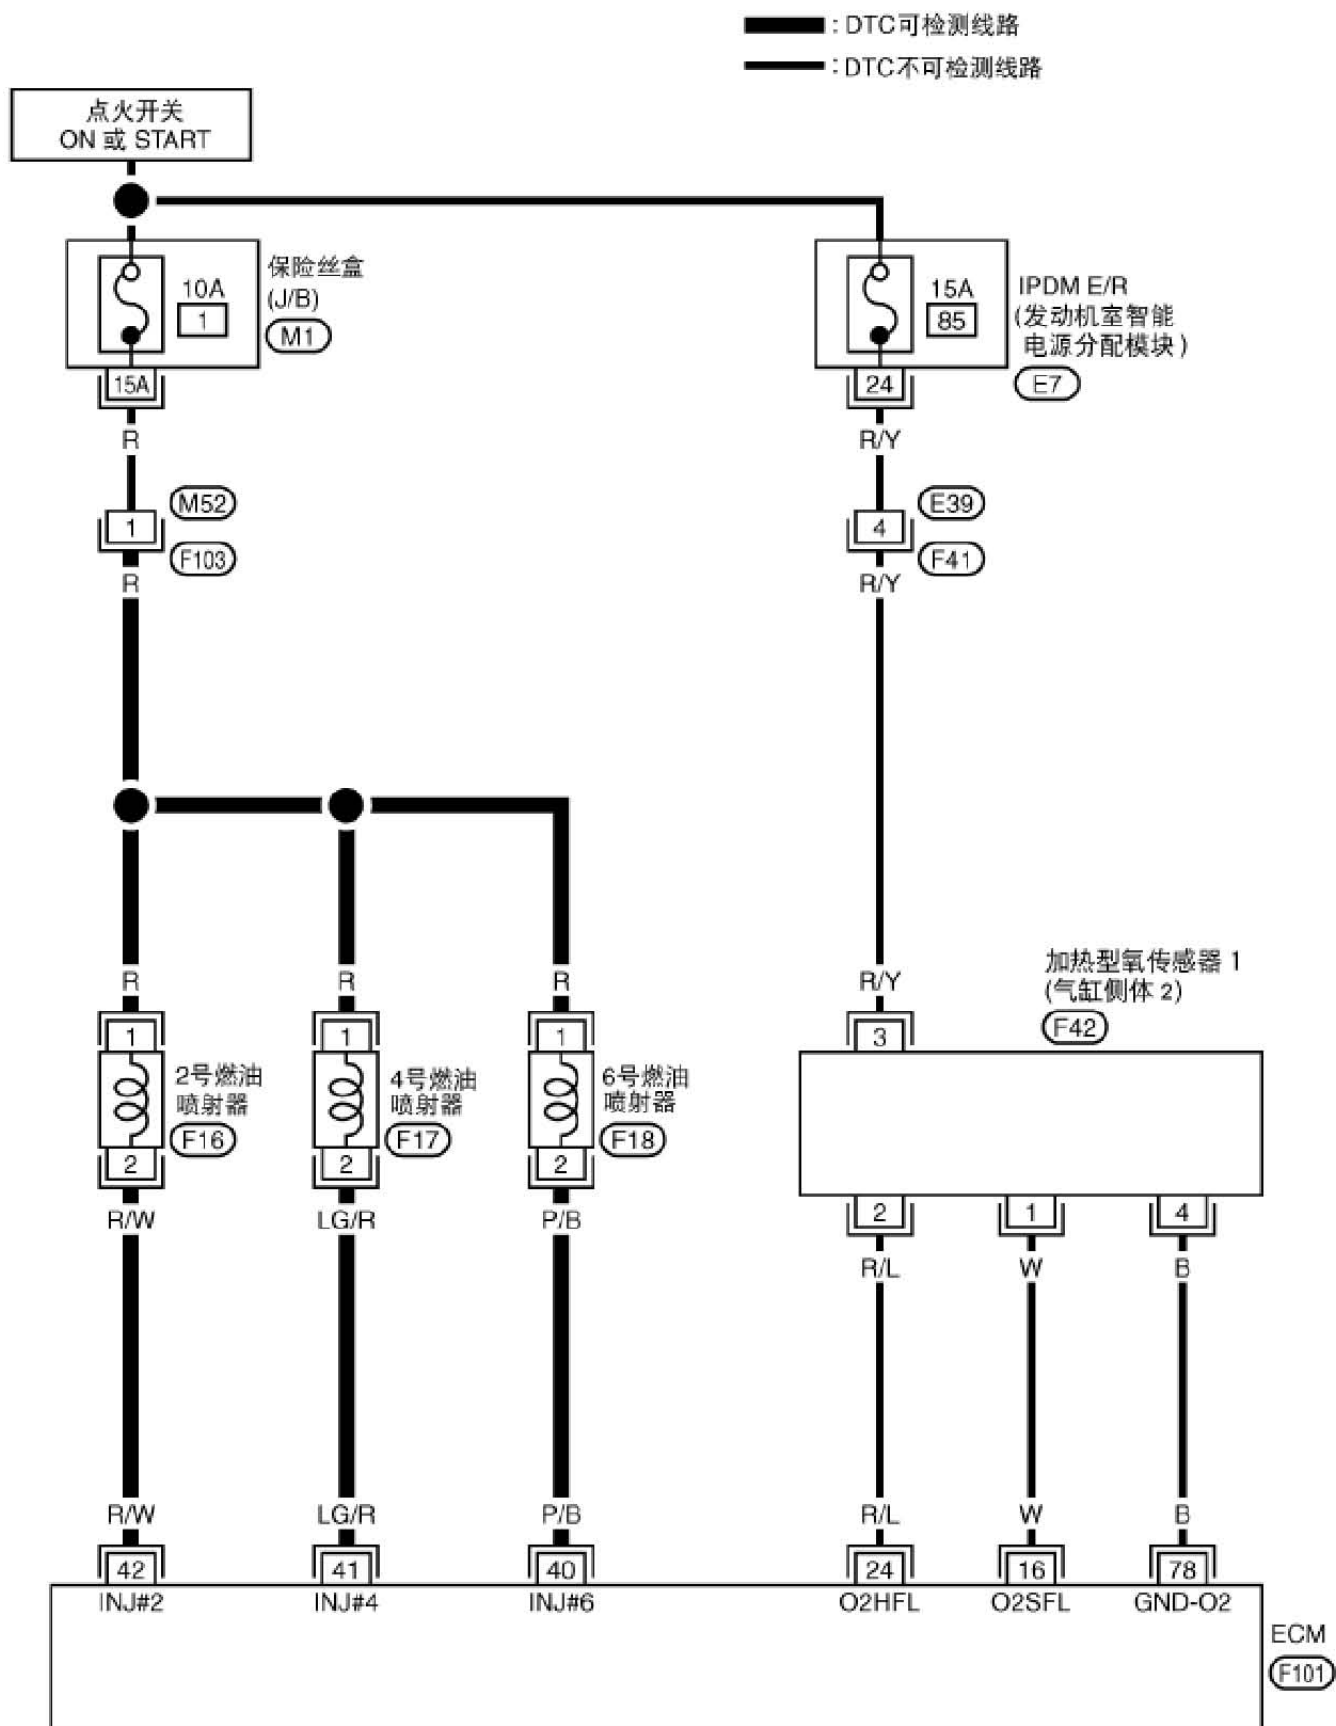 : DTC可检测线路
: DTC不可检测线路
点火开关
ON 或 START
10A
1
保险丝盒
(J/B)
M1
15A
85
IPDM E/R
(发动机室智能
电源分配模块)
E7
15A
24
R
R/Y
M52
E39
1
4
F103
F41
R
R/Y
加热型氧传感器 1
(气缸侧体 2)
F42
R
R
R
R/Y
1
1
1
3
2号燃油
喷射器
F16
4号燃油
喷射器
F17
6号燃油
喷射器
F18
2
2
2
2
1
4
R/W
LG/R
P/B
R/L
W
B
R/W
LG/R
P/B
R/L
W
B
42
41
40
24
16
78
INJ#2
INJ#4
INJ#6
O2HFL
O2SFL
GND-O2
ECM
F101